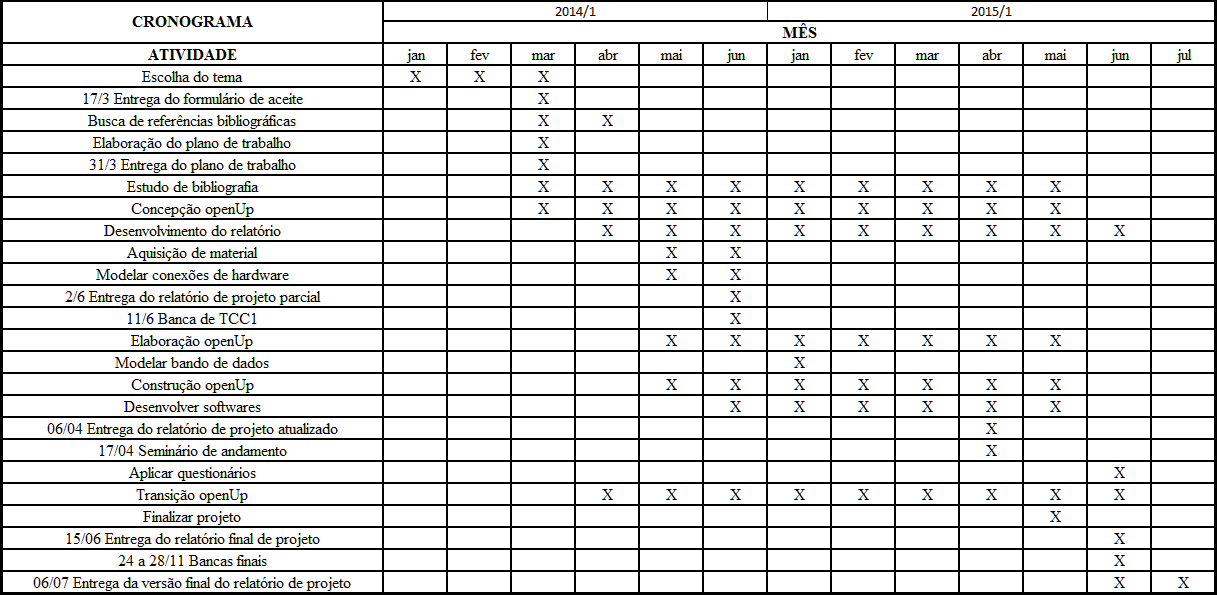 CRONOGRAMA 2014/1 2015/1
MÊS
ATIVIDADE jan fev mar abr mai jun jan fev mar abr mai jun jul
Escolha do tema X X X
17/3 Entrega do formulário de aceite X
Busca de referências bibliográficas X X
Elaboração do plano de trabalho X
31/3 Entrega do plano de trabalho X
Estudo de bibliografia X X X X X X X X X
Concepção openUp X X X X X X X X X
Desenvolvimento do relatório X X X X X X X X X
Aquisição de material X X
Modelar conexões de hardware X X
2/6 Entrega do relatório de projeto parcial X
11/6 Banca de TCC1 X
Elaboração openUp X X X X X X X
Modelar bando de dados X
Construção openUp X X X X X X X
Desenvolver softwares X X X X X X
06/04 Entrega do relatório de projeto atualizado X
17/04 Seminário de andamento X
Aplicar questionários X
Transição openUp X X X X X X X X X
Finalizar projeto X
15/06 Entrega do relatório final de projeto X
24 a 28/11 Bancas finais X
06/07 Entrega da versão final do relatório de projeto X X